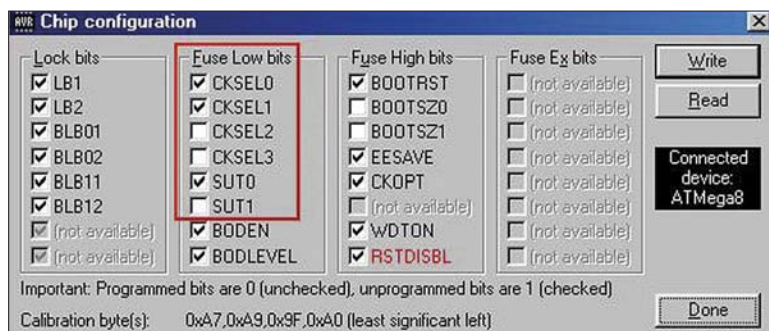 AVR Chip configuration
Lock bits
LB1
LB2
BLB01
BLB02
BLB11
BLB12
(not available)
(not available)
Fuse Low bits
CKSEL0
CKSEL1
CKSEL2
CKSEL3
SUT0
SUT1
BODEN
BODLEVEL
Fuse High bits
BOOTRST
BOOTSZ0
BOOTSZ1
EESAVE
CKOPT
(not available)
WDTON
RSTDISBL
Fuse Ex bits
(not available)
(not available)
(not available)
(not available)
(not available)
(not available)
(not available)
(not available)
Write
Read
Connected
device:
ATMega8
Important: Programmed bits are 0 (unchecked), unprogrammed bits are 1 (checked)
Calibration byte(s): 0xA7,0xA9,0x9F,0xA0 (least significant left)
Done